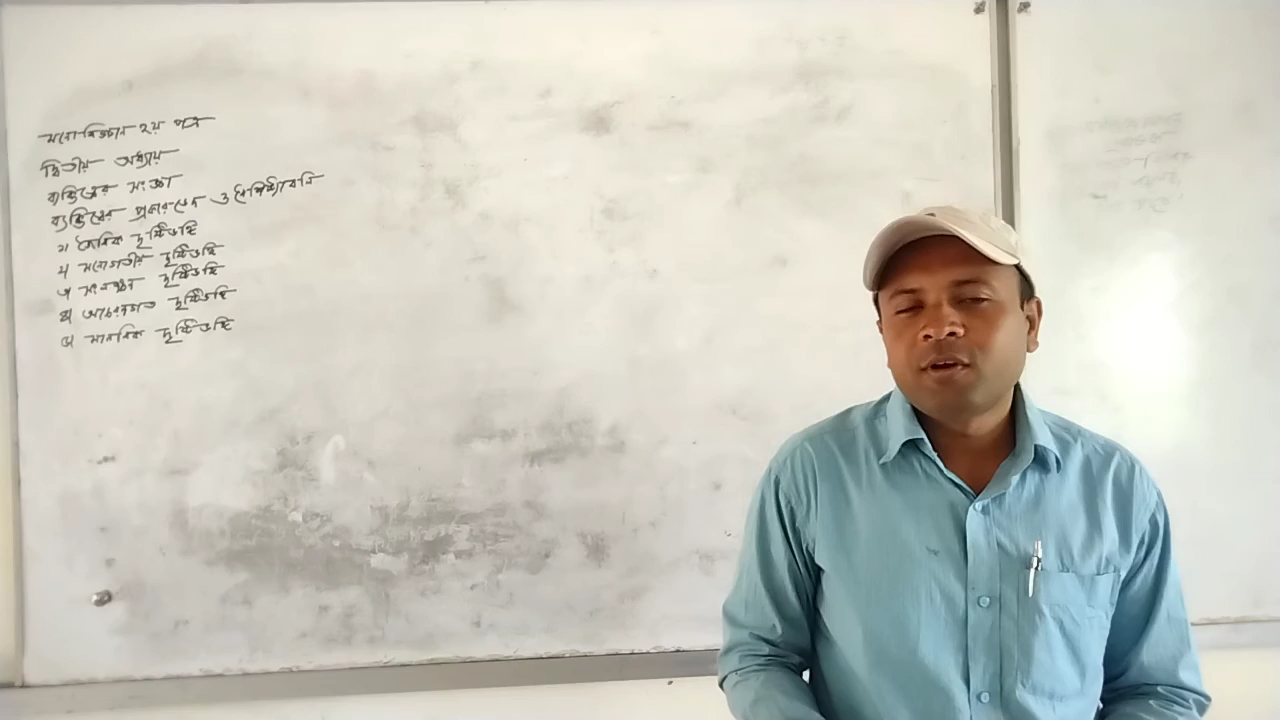 মনোবিজ্ঞান ২য় পত্র
দ্বিতীয় অধ্যায়
ব্যক্তিত্বের সংজ্ঞা
ব্যক্তিত্বের প্রকারভেদ ও বৈশিষ্ট্যাবলি
১। জৈবিক দৃষ্টিভঙ্গি
২। মনোগতীয় দৃষ্টিভঙ্গি
৩। সংলক্ষণ দৃষ্টিভঙ্গি
৪। আচরণগত দৃষ্টিভঙ্গি
৫। মানবিক দৃষ্টিভঙ্গি